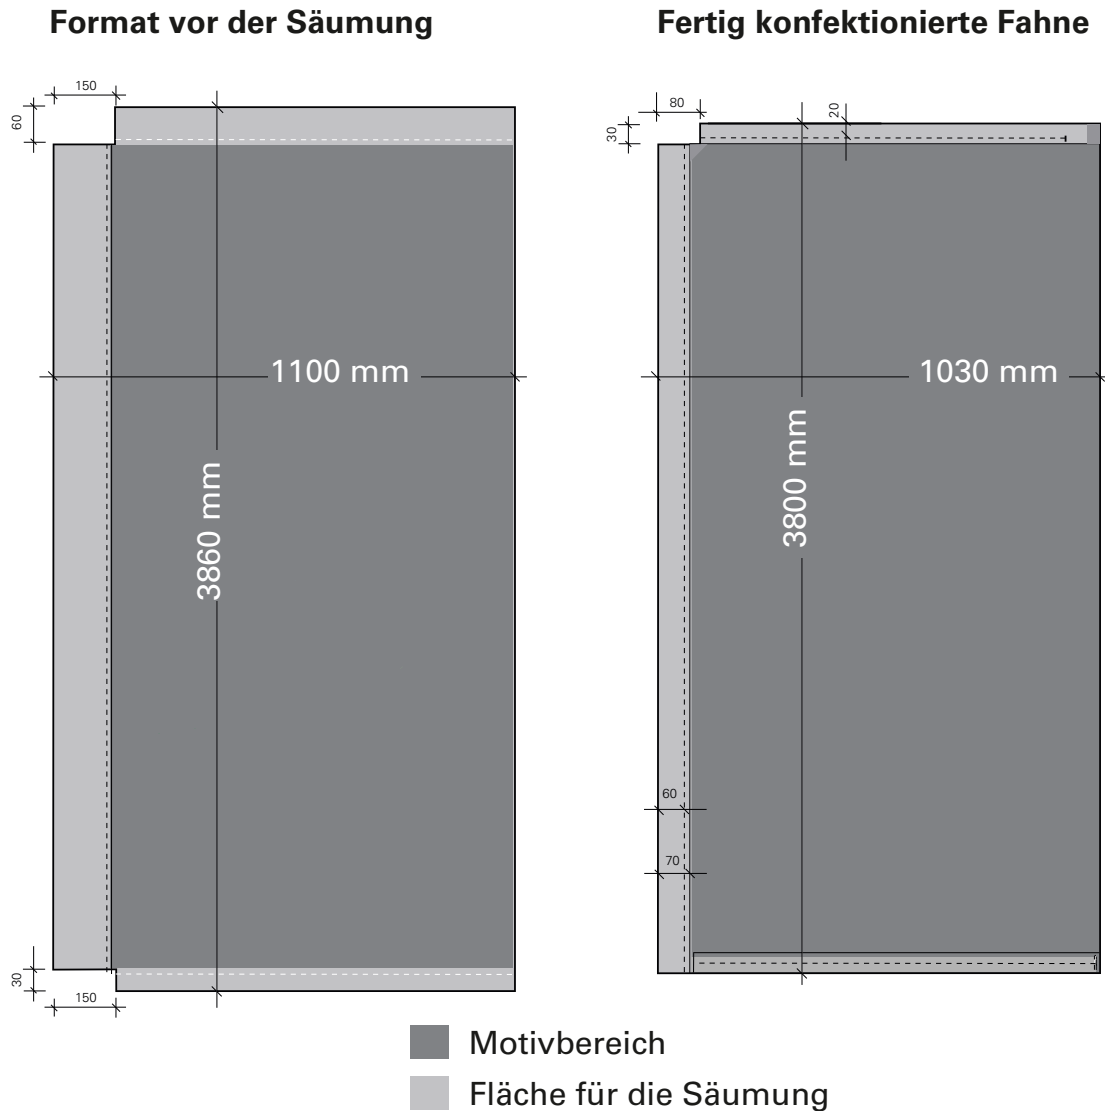 Format vor der Säumung
Fertig konfektionierte Fahne
150
60
1100 mm
3860 mm
30
150
80
20
30
1030 mm
3800 mm
60
70
Motivbereich
Fläche für die Säumung